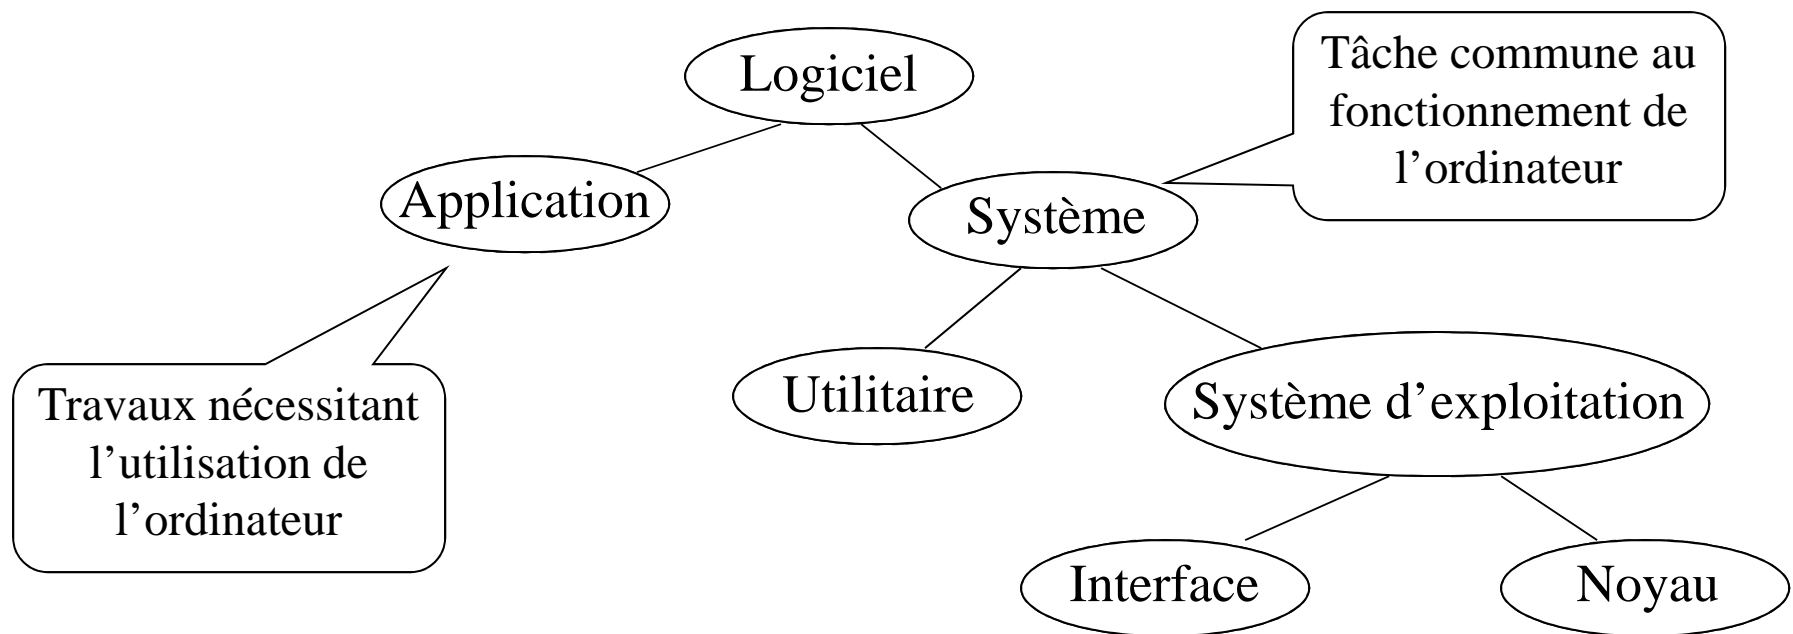 Logiciel
Tâche commune au
fonctionnement de
l’ordinateur
Application
Système
Utilitaire
Système d’exploitation
Travaux nécessitant
l’utilisation de
l’ordinateur
Interface
Noyau